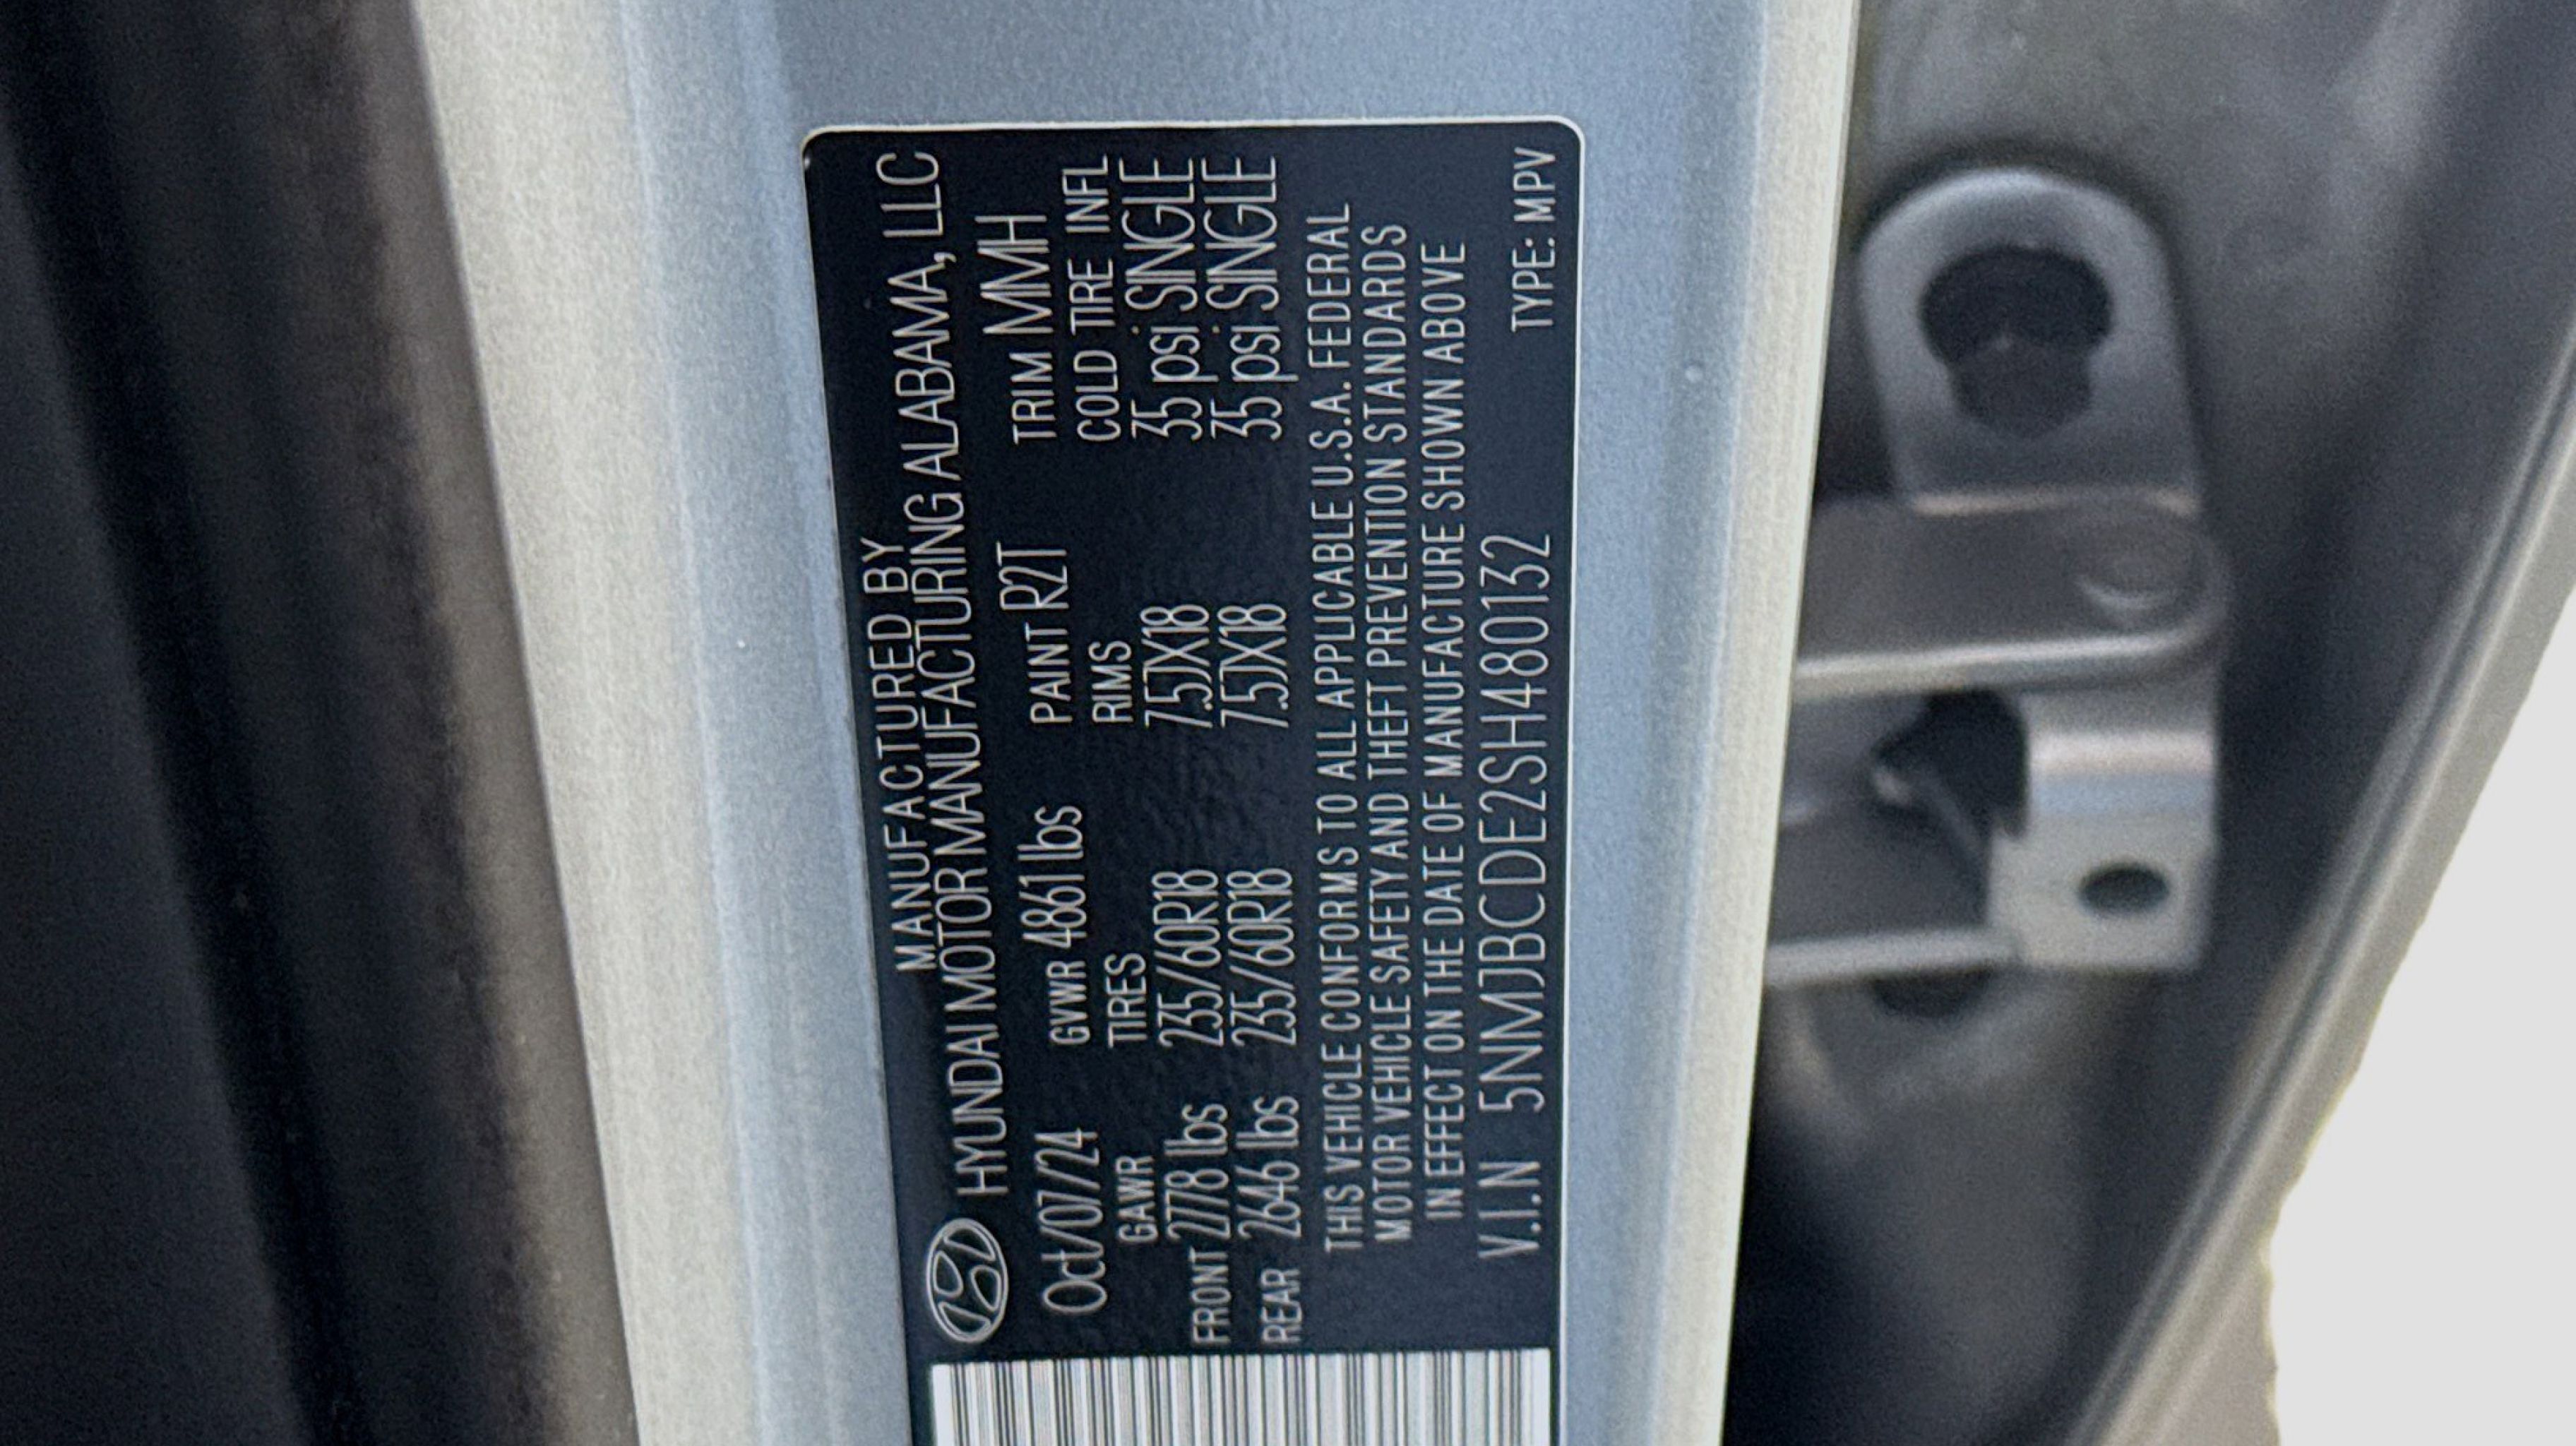 MANUFACTURED BY
HYUNDAI MOTOR MANUFACTURING ALABAMA, LLC
Oct/07/24 GVWR 4861 lbs PAINT R2T TRIM MMH
GAWR TIRES RIMS COLD TIRE INFL
FRONT 2778 lbs 235/60R18 7.5JX18 35 psi SINGLE
REAR 2646 lbs 235/60R18 7.5JX18 35 psi SINGLE
THIS VEHICLE CONFORMS TO ALL APPLICABLE U.S.A. FEDERAL
MOTOR VEHICLE SAFETY AND THEFT PREVENTION STANDARDS
IN EFFECT ON THE DATE OF MANUFACTURE SHOWN ABOVE
V.I.N 5NMJBCDE2SH480132 TYPE: MPV